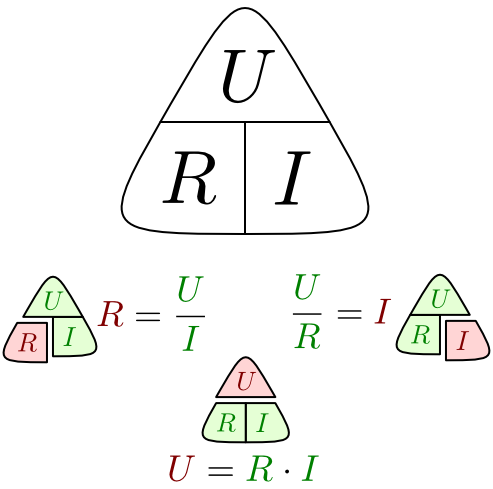 U
R I
U
R I
R = U/I
U/R = I
U
R I
U
R I
U = R · I